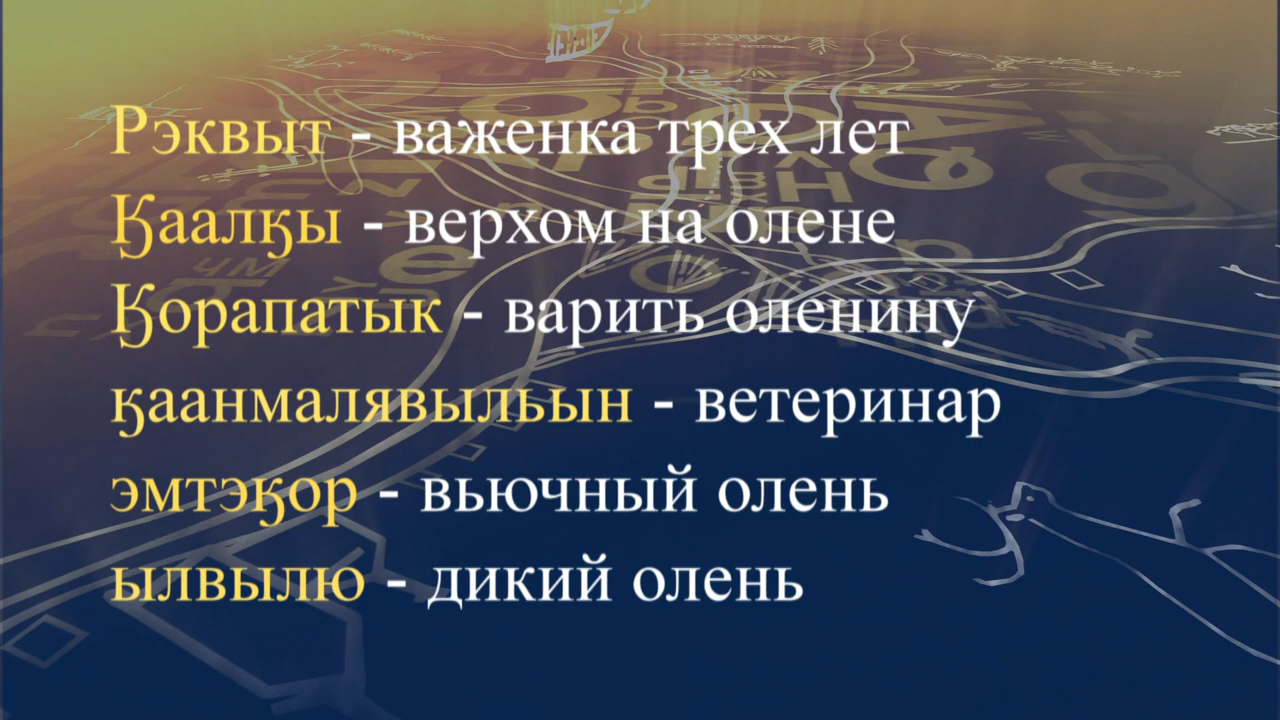 Рэквыт - важенка трех лет
Ӄаалӄы - верхом на олене
Ӄорапатык - варить оленину
ӄаанмалявыльын - ветеринар
эмтэӄор - вьючный олень
ылвылю - дикий олень